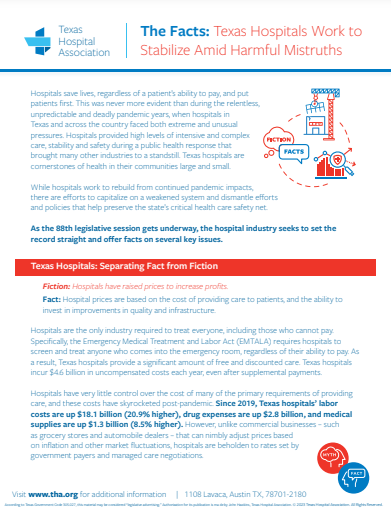 Texas
Hospital
Association
The Facts: Texas Hospitals Work to
Stabilize Amid Harmful Mistruths
Hospitals save lives, regardless of a patient's ability to pay, and put
patients first. This was never more evident than during the relentless,
unpredictable and deadly pandemic years, when hospitals in
Texas and across the country faced both extreme and unusual
pressures. Hospitals provided high levels of intensive and complex
care, stability and safety during a public health response that
brought many other industries to a standstill. Texas hospitals are
cornerstones of health in their communities large and small.
FICTION
FACTS
While hospitals work to rebuild from continued pandemic impacts,
there are efforts to capitalize on a weakened system and dismantle efforts
and policies that help preserve the state's critical health care safety net.
As the 88th legislative session gets underway, the hospital industry seeks to set the
record straight and offer facts on several key issues.
Texas Hospitals: Separating Fact from Fiction
Fiction: Hospitals have raised prices to increase profits.
Fact: Hospital prices are based on the cost of providing care to patients, and the ability to
invest in improvements in quality and infrastructure.
Hospitals are the only industry required to treat everyone, including those who cannot pay.
Specifically, the Emergency Medical Treatment and Labor Act (EMTALA) requires hospitals to
screen and treat anyone who comes into the emergency room, regardless of their ability to pay. As
a result, Texas hospitals provide a significant amount of free and discounted care. Texas hospitals
incur $4.6 billion in uncompensated costs each year, even after supplemental payments.
Hospitals have very little control over the cost of many of the primary requirements of providing
care, and these costs have skyrocketed post-pandemic. Since 2019, Texas hospitals' labor
costs are up $18.1 billion (20.9% higher), drug expenses are up $2.8 billion, and medical
supplies are up $1.3 billion (8.5% higher). However, unlike commercial businesses – such
as grocery stores and automobile dealers – that can nimbly adjust prices based
on inflation and other market fluctuations, hospitals are beholden to rates set by
government payers and managed care negotiations.
MYTH
FACT
Visit www.tha.org for additional information | 1108 Lavaca, Austin TX, 78701-2180